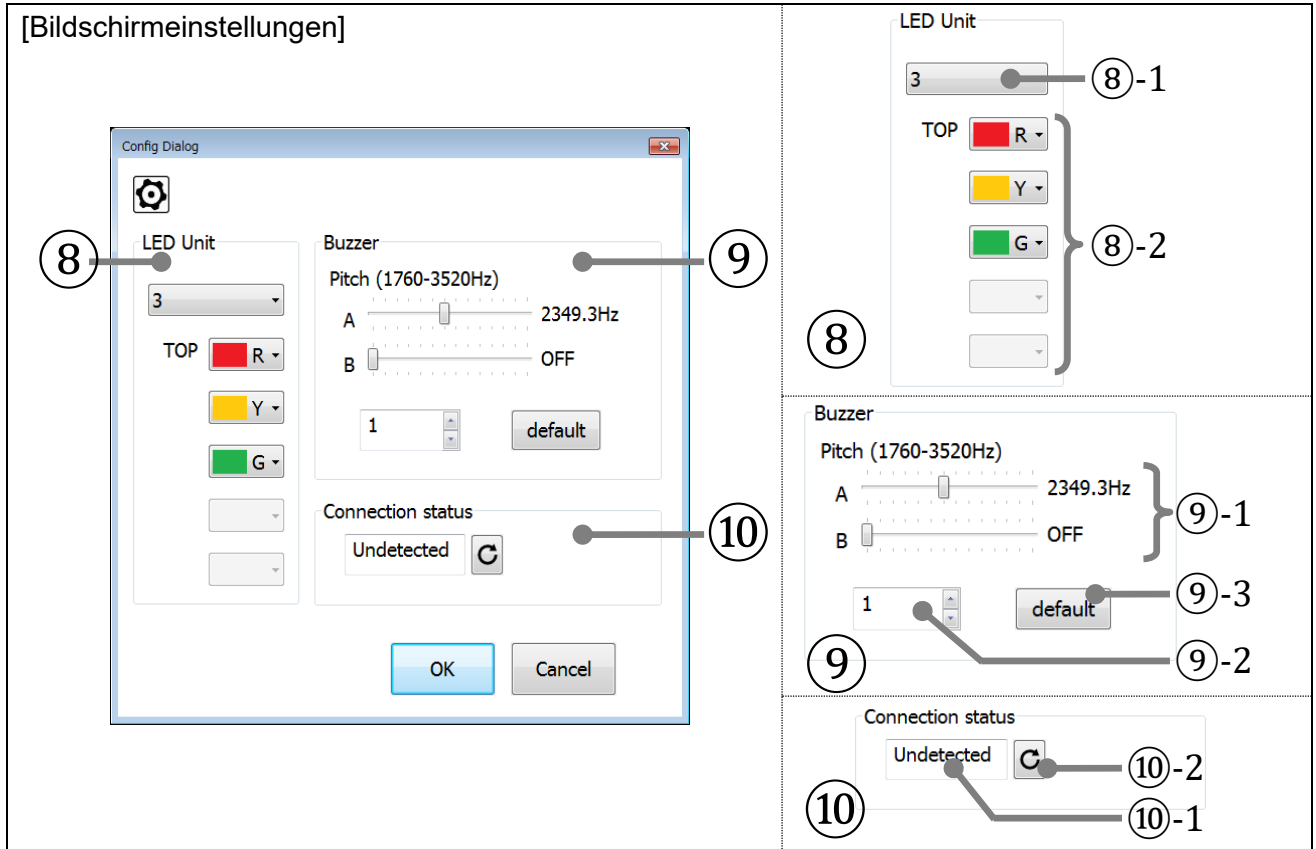 [Bildschirmeinstellungen]
Config Dialog
⑧
LED Unit
3
TOP
R
Y
G
Buzzer
Pitch (1760-3520Hz)
A 2349.3Hz
B OFF
1
default
⑨
Connection status
Undetected
⑩
OK
Cancel
LED Unit
3
⑧-1
TOP
R
Y
G
⑧-2
⑧
Buzzer
Pitch (1760-3520Hz)
A 2349.3Hz
B OFF
⑨-1
1
default
⑨-3
⑨-2
⑨
Connection status
Undetected
⑩-2
⑩-1
⑩